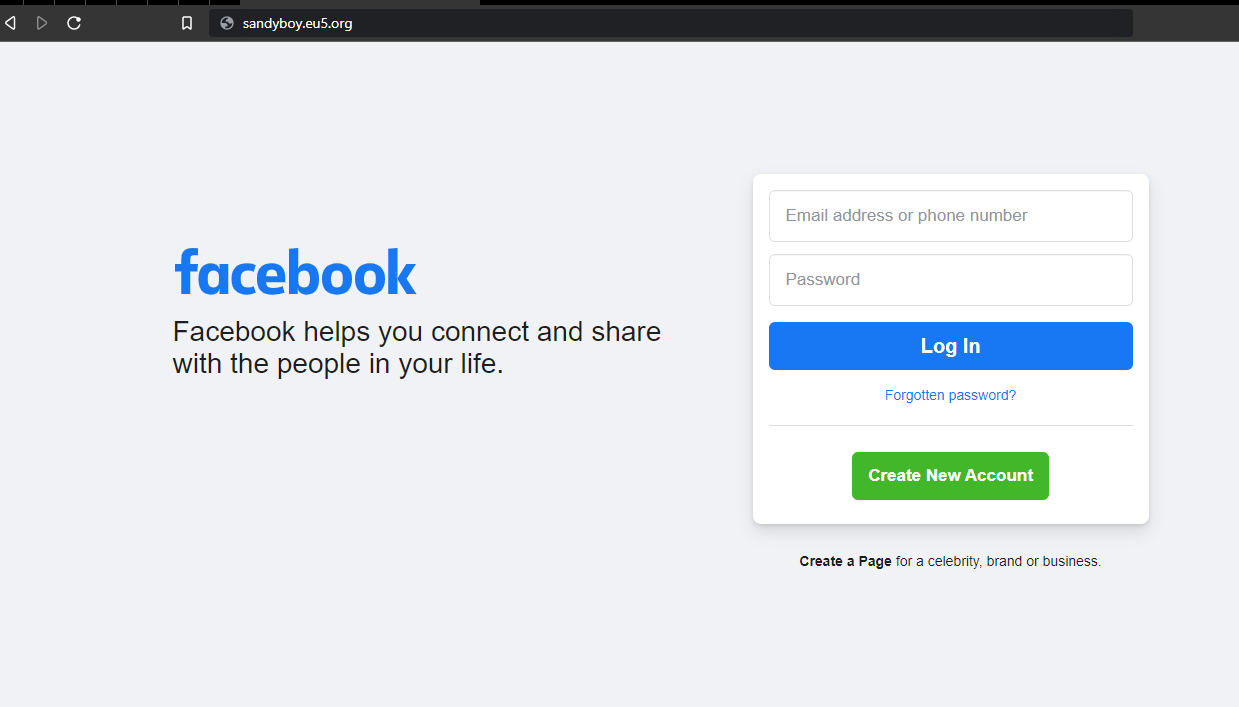 sandyboy.eu5.org
facebook
Facebook helps you connect and share
with the people in your life.
Email address or phone number
Password
Log In
Forgotten password?
Create New Account
Create a Page for a celebrity, brand or business.